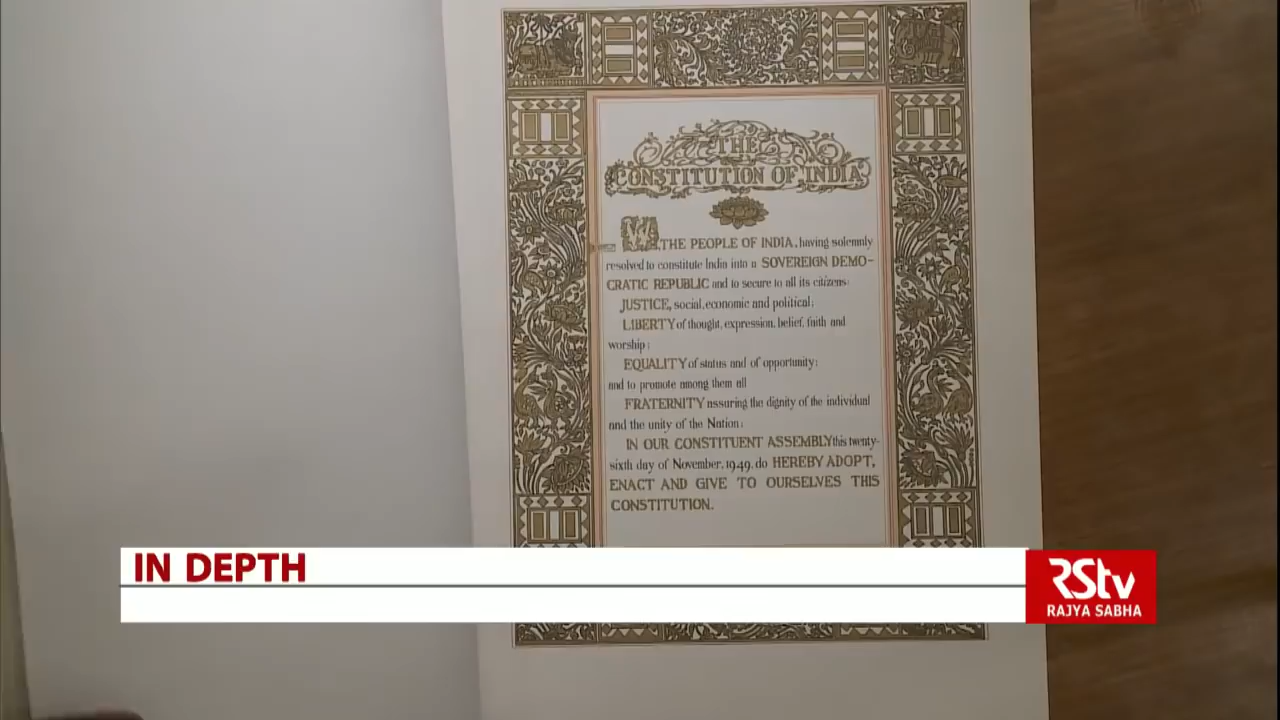 THE
CONSTITUTION OF INDIA
WE, THE PEOPLE OF INDIA, having solemnly
resolved to constitute India into a SOVEREIGN DEMO-
CRATIC REPUBLIC and to secure to all its citizens:
JUSTICE, social, economic and political;
LIBERTY of thought, expression, belief, faith and
worship;
EQUALITY of status and of opportunity;
and to promote among them all
FRATERNITY assuring the dignity of the individual
and the unity of the Nation;
IN OUR CONSTITUENT ASSEMBLY this twenty-
sixth day of November, 1949, do HEREBY ADOPT,
ENACT AND GIVE TO OURSELVES THIS
CONSTITUTION.
IN DEPTH
RStv
RAJYA SABHA